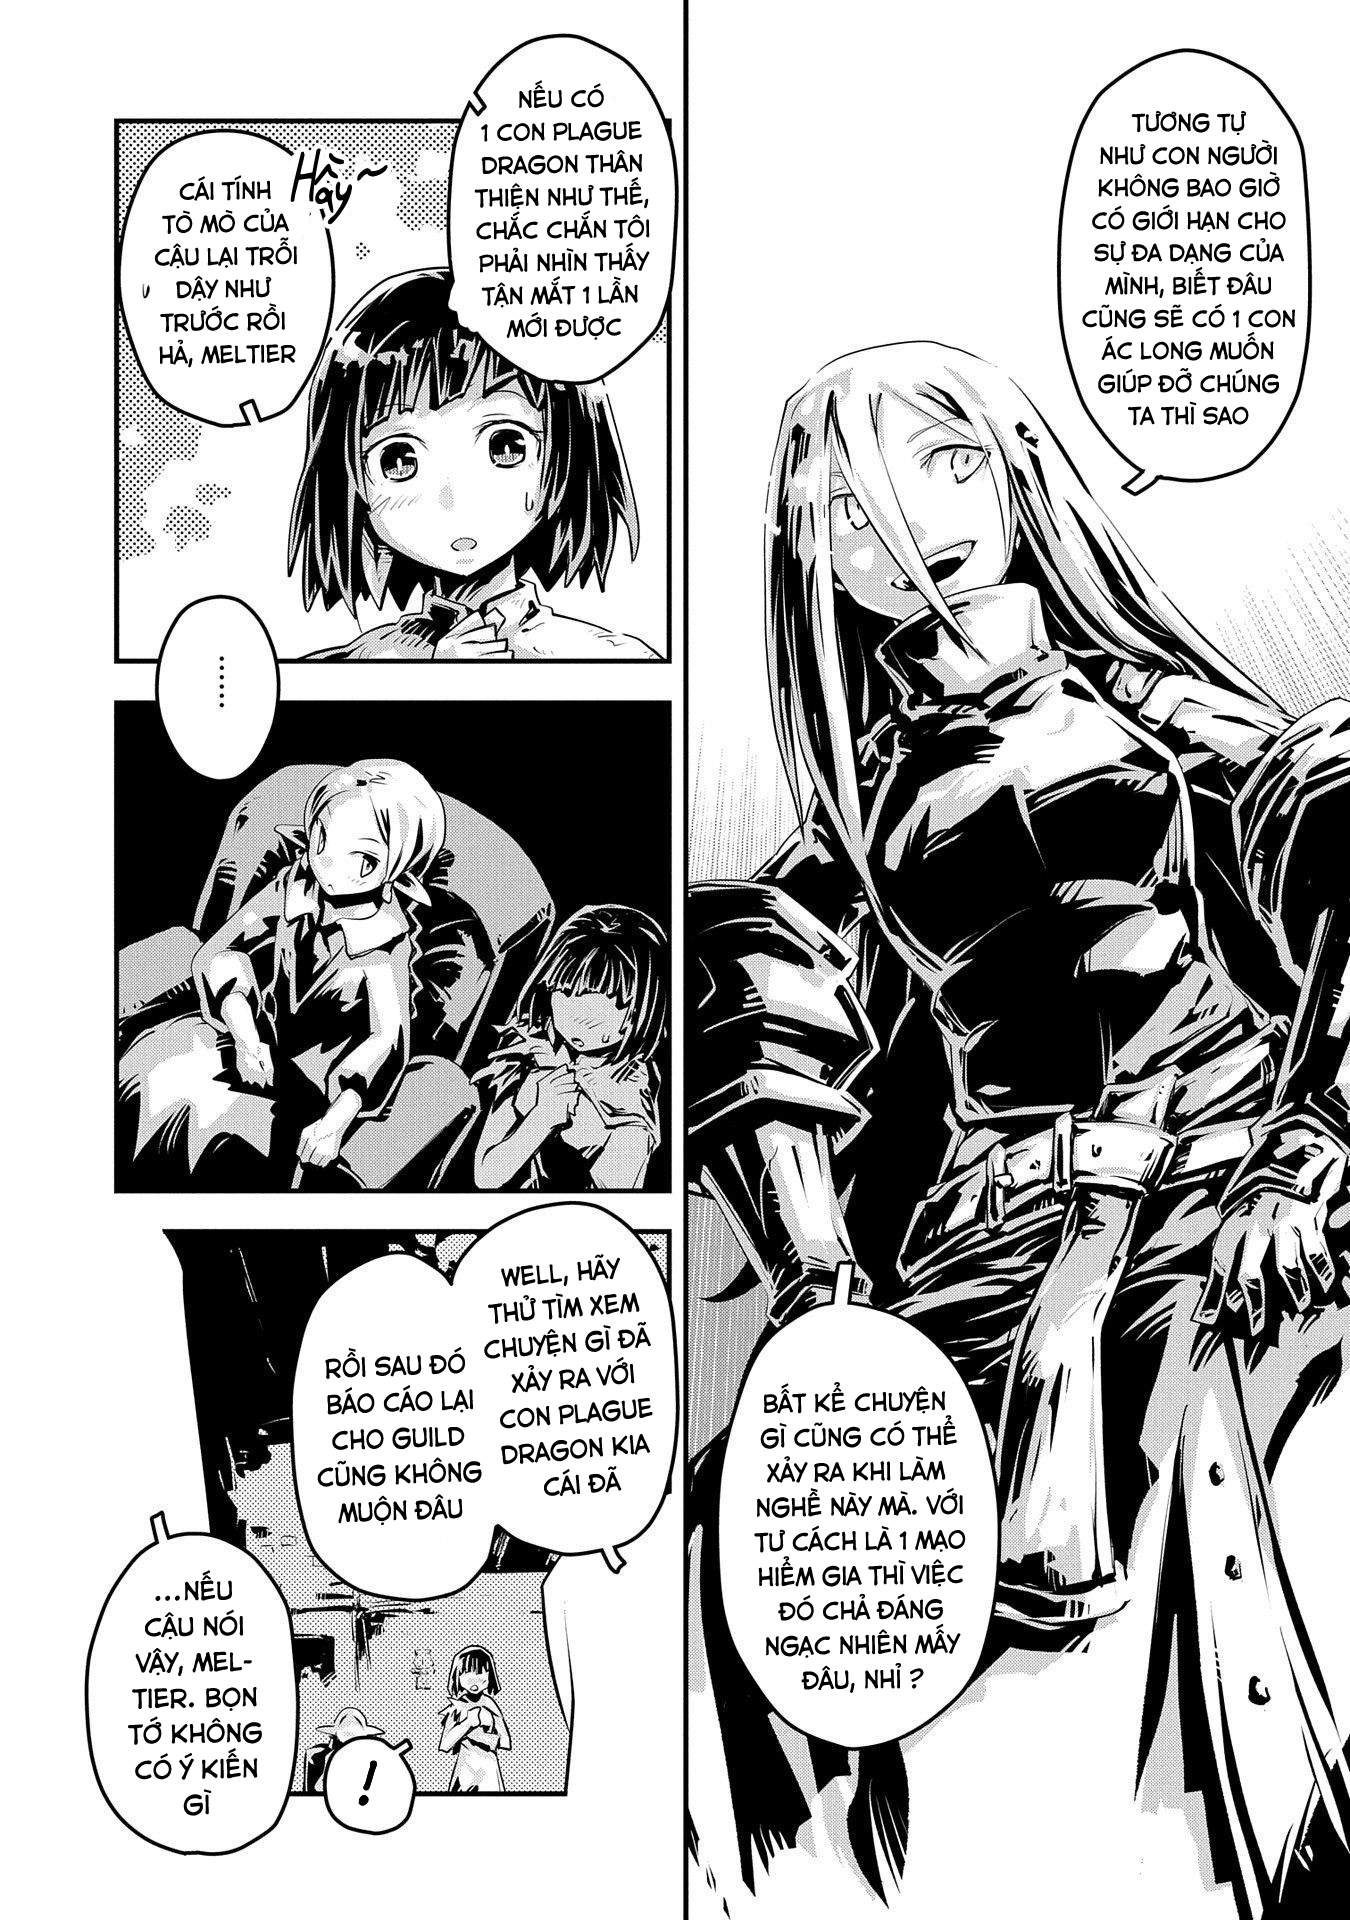 TƯƠNG TỰ
NHƯ CON NGƯỜI
KHÔNG BAO GIỜ
CÓ GIỚI HẠN CHO
SỰ ĐA DẠNG CỦA
MÌNH, BIẾT ĐÂU
CŨNG SẼ CÓ 1 CON
ÁC LONG MUỐN
GIÚP ĐỠ CHÚNG
TA THÌ SAO
BẤT KỂ CHUYỆN
GÌ CŨNG CÓ THỂ
XẢY RA KHI LÀM
NGHỀ NÀY MÀ. VỚI
TƯ CÁCH LÀ 1 MẠO
HIỂM GIA THÌ VIỆC
ĐÓ CHẢ ĐÁNG
NGẠC NHIÊN MẤY
ĐÂU, NHỈ ?
NẾU CÓ
1 CON PLAGUE
DRAGON THÂN
THIỆN NHƯ THẾ,
CHẮC CHẮN TÔI
PHẢI NHÌN THẤY
TẬN MẮT 1 LẦN
MỚI ĐƯỢC
Hầy~
CÁI TÍNH
TÒ MÒ CỦA
CẬU LẠI TRỖI
DẬY NHƯ
TRƯỚC RỒI
HẢ, MELTIER
......
WELL, HÃY
THỬ TÌM XEM
CHUYỆN GÌ ĐÃ
XẢY RA VỚI
CON PLAGUE
DRAGON KIA
CÁI ĐÃ
RỒI SAU ĐÓ
BÁO CÁO LẠI
CHO GUILD
CŨNG KHÔNG
MUỘN ĐÂU
...NẾU
CẬU NÓI
VẬY, MEL-
TIER. BỌN
TỚ KHÔNG
CÓ Ý KIẾN
GÌ
!